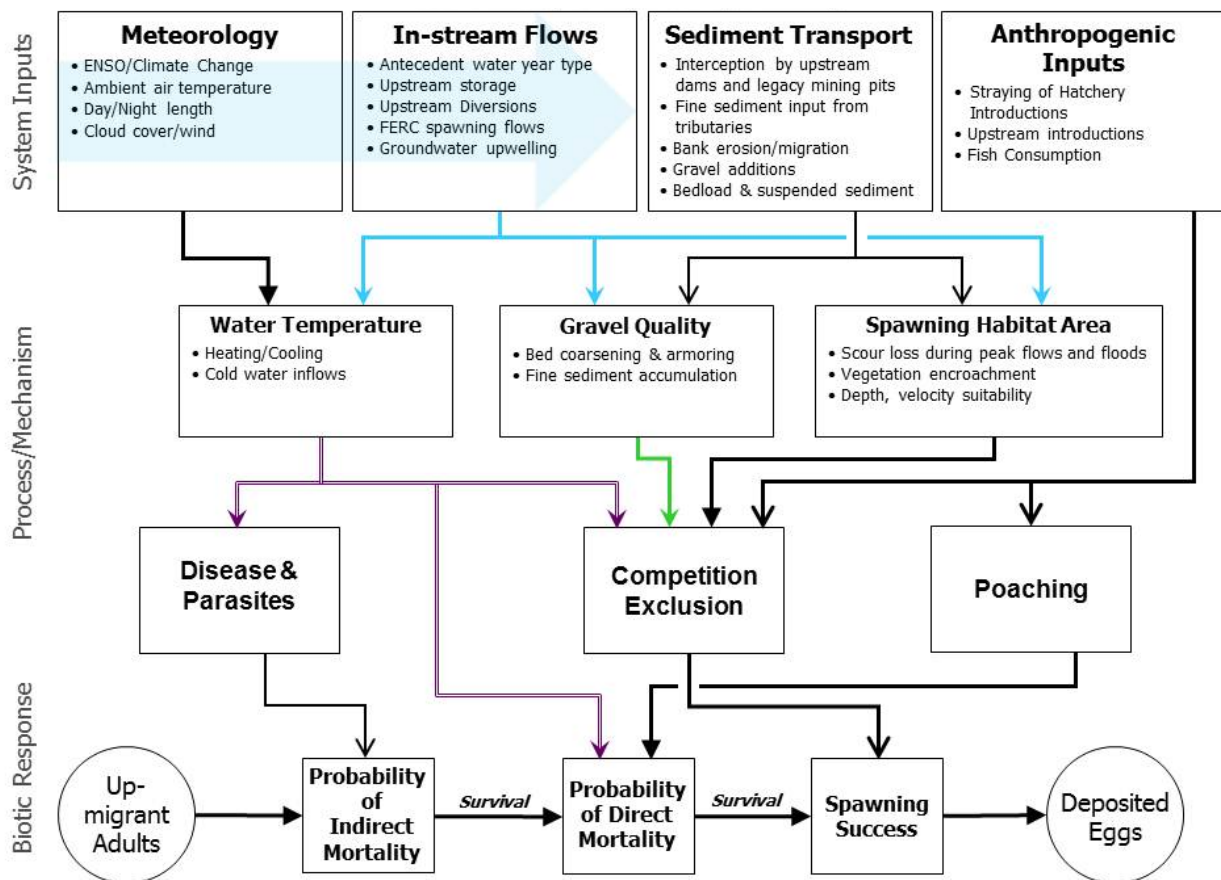 System Inputs
Meteorology
• ENSO/Climate Change
• Ambient air temperature
• Day/Night length
• Cloud cover/wind
In-stream Flows
• Antecedent water year type
• Upstream storage
• Upstream Diversions
• FERC spawning flows
• Groundwater upwelling
Sediment Transport
• Interception by upstream
dams and legacy mining pits
• Fine sediment input from
tributaries
• Bank erosion/migration
• Gravel additions
• Bedload & suspended sediment
Anthropogenic
Inputs
• Straying of Hatchery
Introductions
• Upstream introductions
• Fish Consumption
Process/Mechanism
Water Temperature
• Heating/Cooling
• Cold water inflows
Gravel Quality
• Bed coarsening & armoring
• Fine sediment accumulation
Spawning Habitat Area
• Scour loss during peak flows and floods
• Vegetation encroachment
• Depth, velocity suitability
Disease &
Parasites
Competition
Exclusion
Poaching
Biotic Response
Up-
migrant
Adults
Probability
of
Indirect
Mortality
Survival
Probability
of Direct
Mortality
Survival
Spawning
Success
Deposited
Eggs